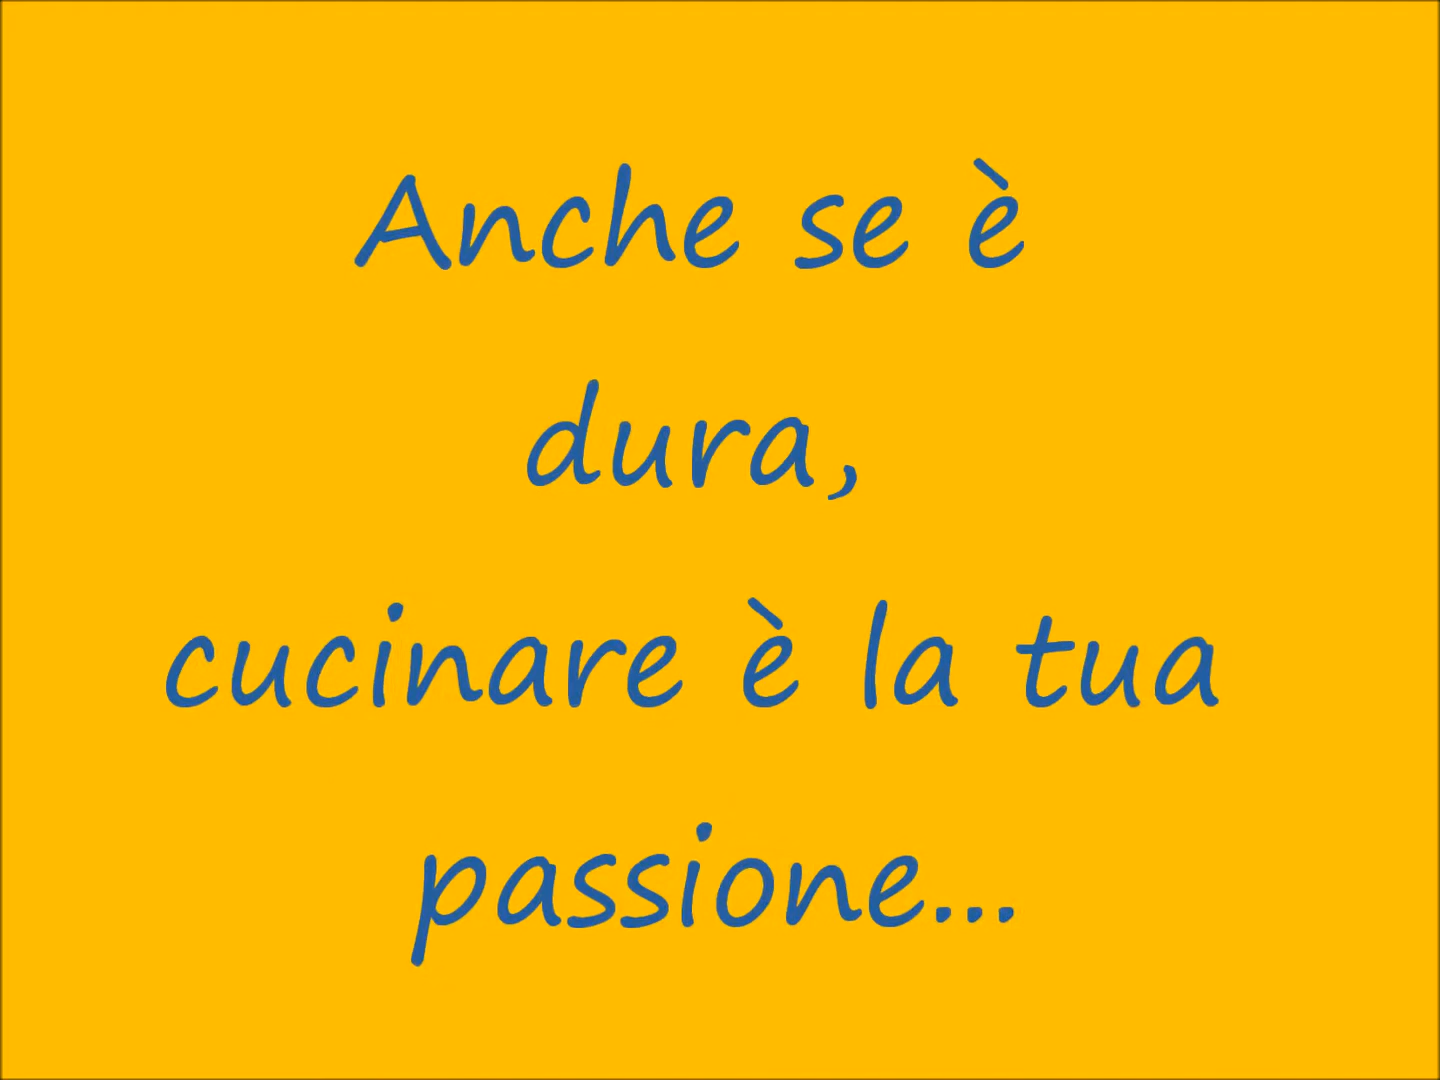 Anche se è
dura,
cucinare è la tua
passione...